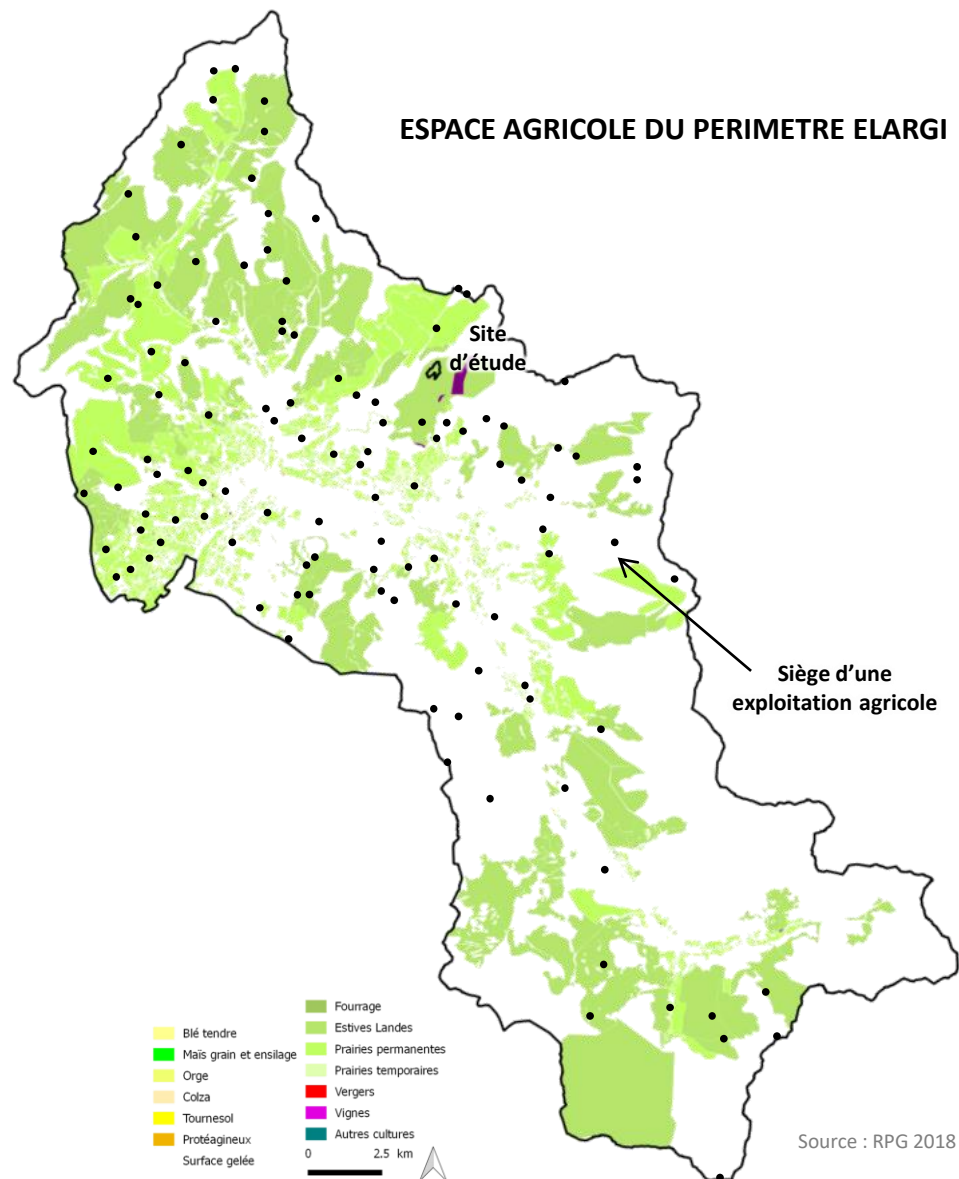 ESPACE AGRICOLE DU PERIMETRE ELARGI
Site
d'étude
Siège d'une
exploitation agricole
Blé tendre
Maïs grain et ensilage
Orge
Colza
Tournesol
Protéagineux
Surface gelée
Fourrage
Estives Landes
Prairies permanentes
Prairies temporaires
Vergers
Vignes
Autres cultures
0 2.5 km
Source : RPG 2018